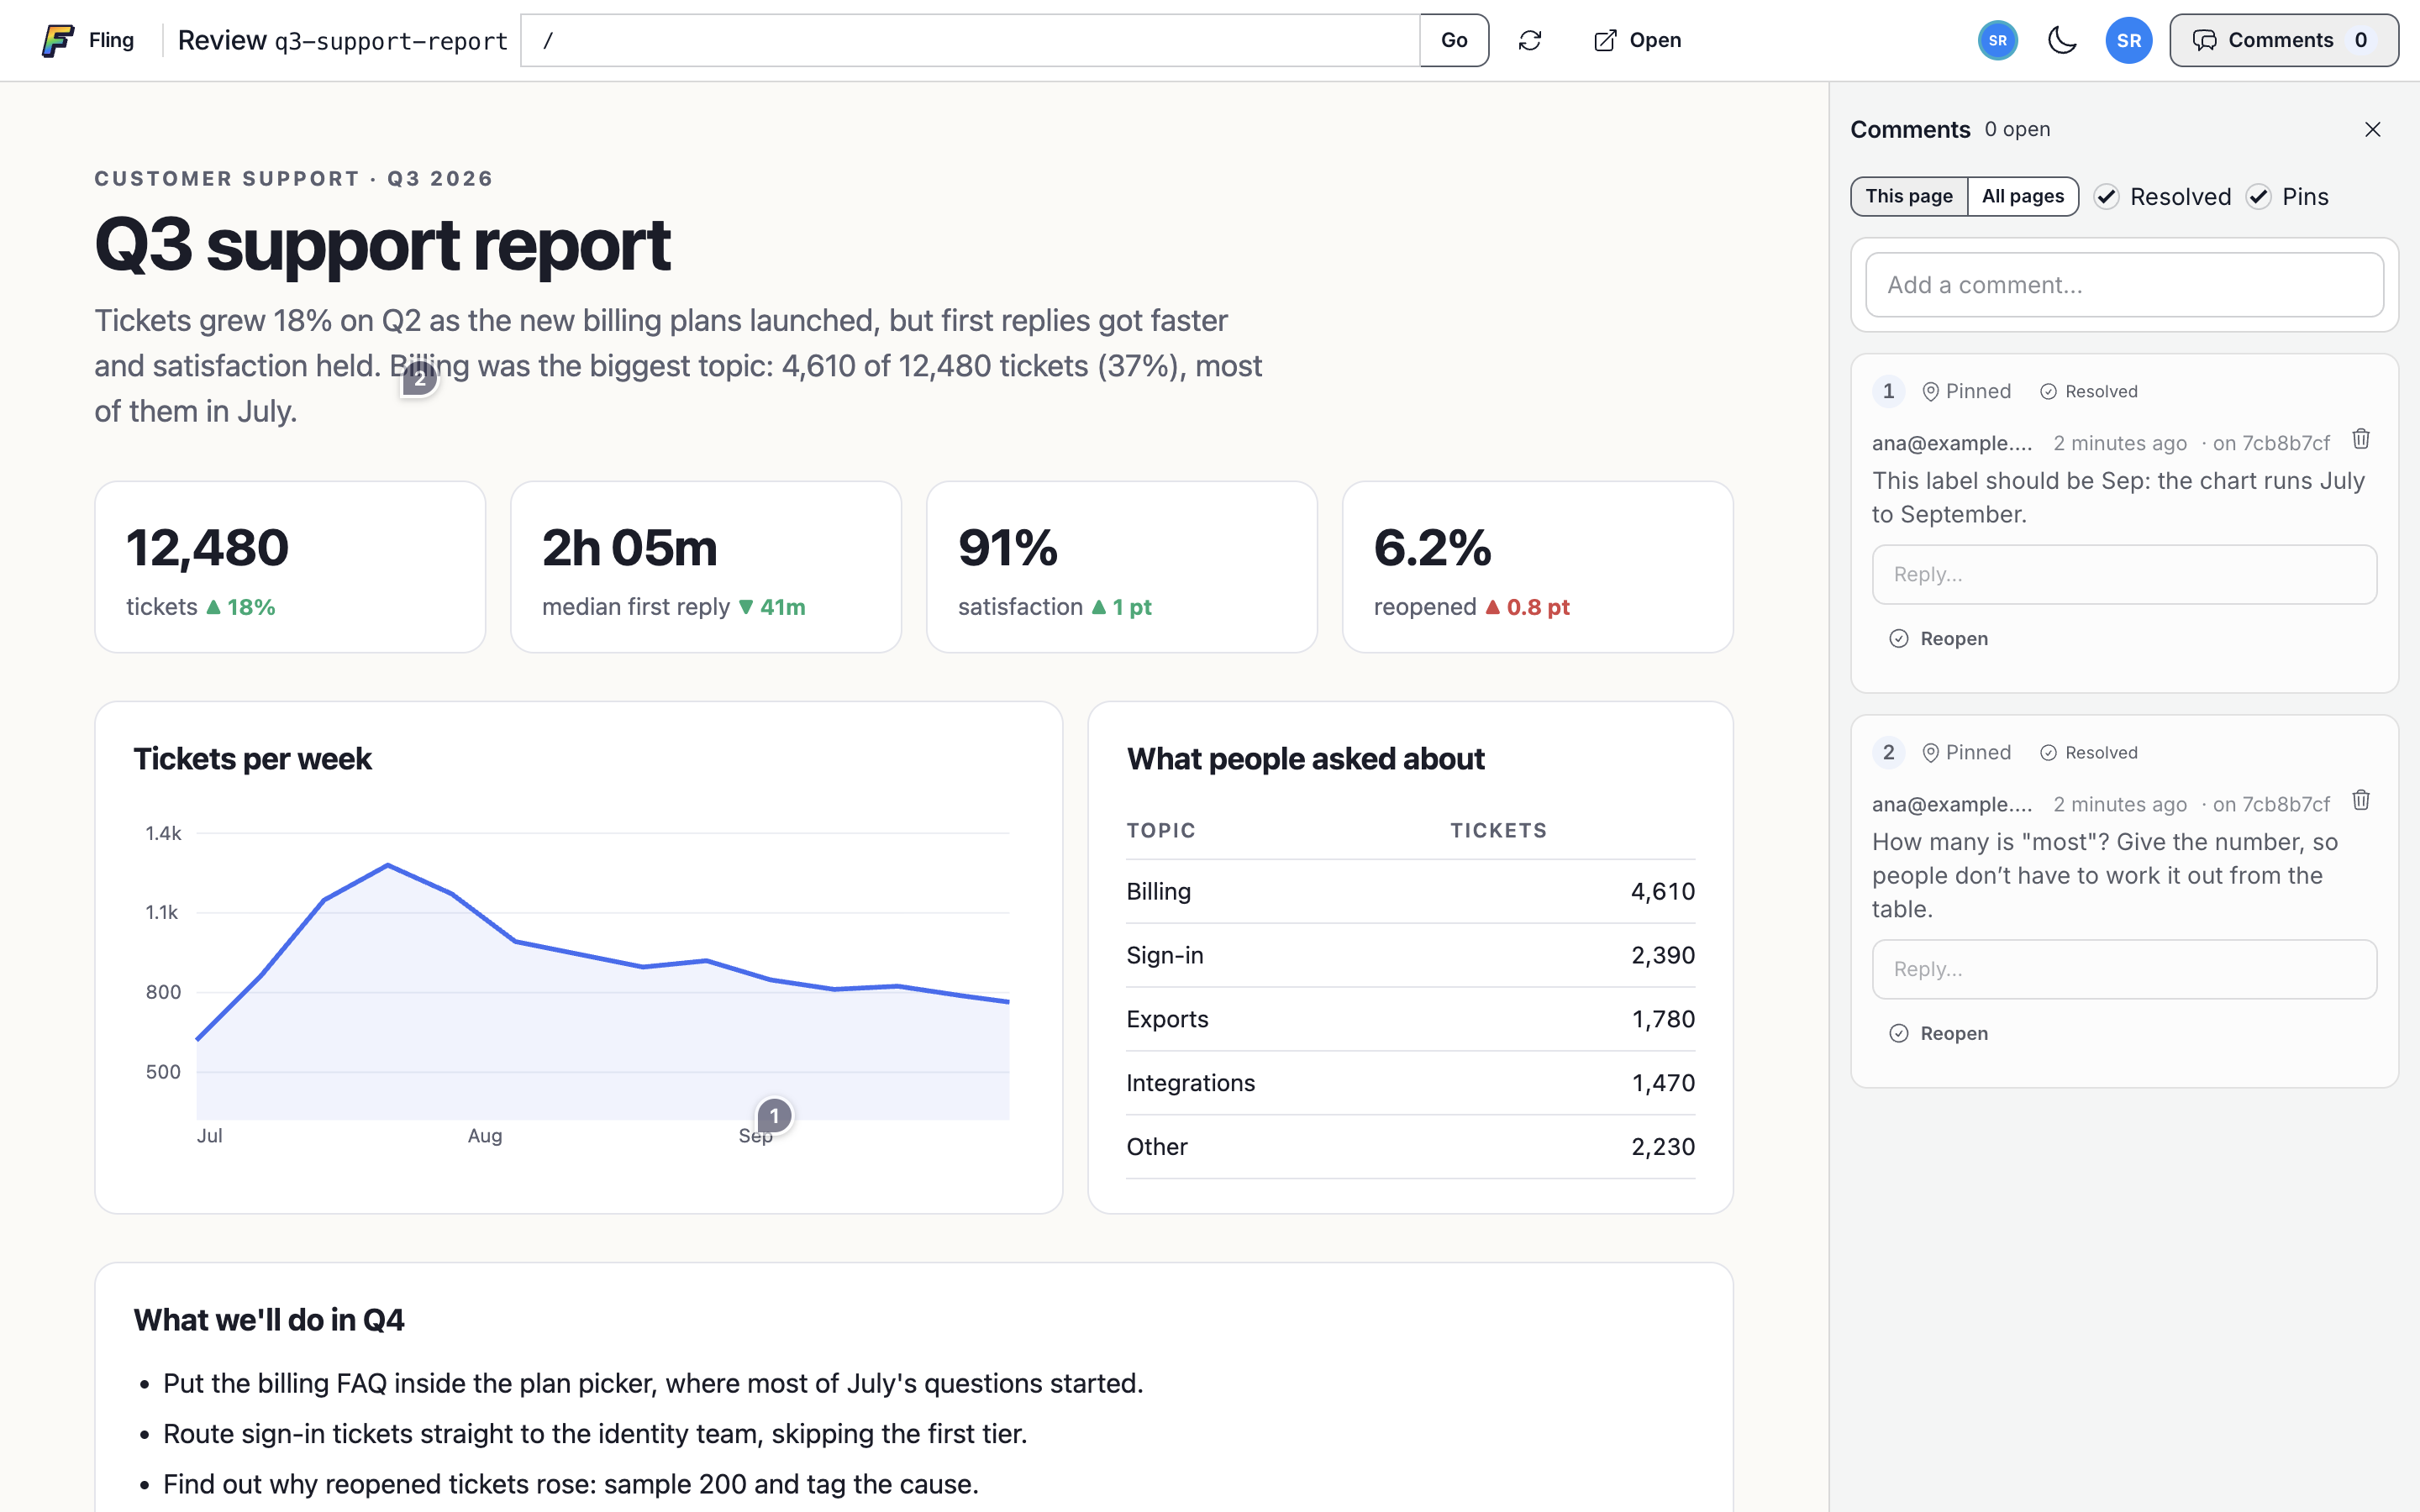 Fling
Review q3-support-report
/
Go
Open
SR
SR
Comments 0
CUSTOMER SUPPORT · Q3 2026
Q3 support report
Tickets grew 18% on Q2 as the new billing plans launched, but first replies got faster
and satisfaction held. Billing was the biggest topic: 4,610 of 12,480 tickets (37%), most
of them in July.
2
12,480
tickets ▲ 18%
2h 05m
median first reply ▼ 41m
91%
satisfaction ▲ 1 pt
6.2%
reopened ▲ 0.8 pt
Tickets per week
1.4k
1.1k
800
500
Jul
Aug
Sep
1
What people asked about
TOPIC TICKETS
Billing 4,610
Sign-in 2,390
Exports 1,780
Integrations 1,470
Other 2,230
What we'll do in Q4
• Put the billing FAQ inside the plan picker, where most of July's questions started.
• Route sign-in tickets straight to the identity team, skipping the first tier.
• Find out why reopened tickets rose: sample 200 and tag the cause.
Comments 0 open
This page All pages Resolved Pins
Add a comment...
1 Pinned Resolved
ana@example.... 2 minutes ago · on 7cb8b7cf
This label should be Sep: the chart runs July
to September.
Reply...
Reopen
2 Pinned Resolved
ana@example.... 2 minutes ago · on 7cb8b7cf
How many is "most"? Give the number, so
people don’t have to work it out from the
table.
Reply...
Reopen